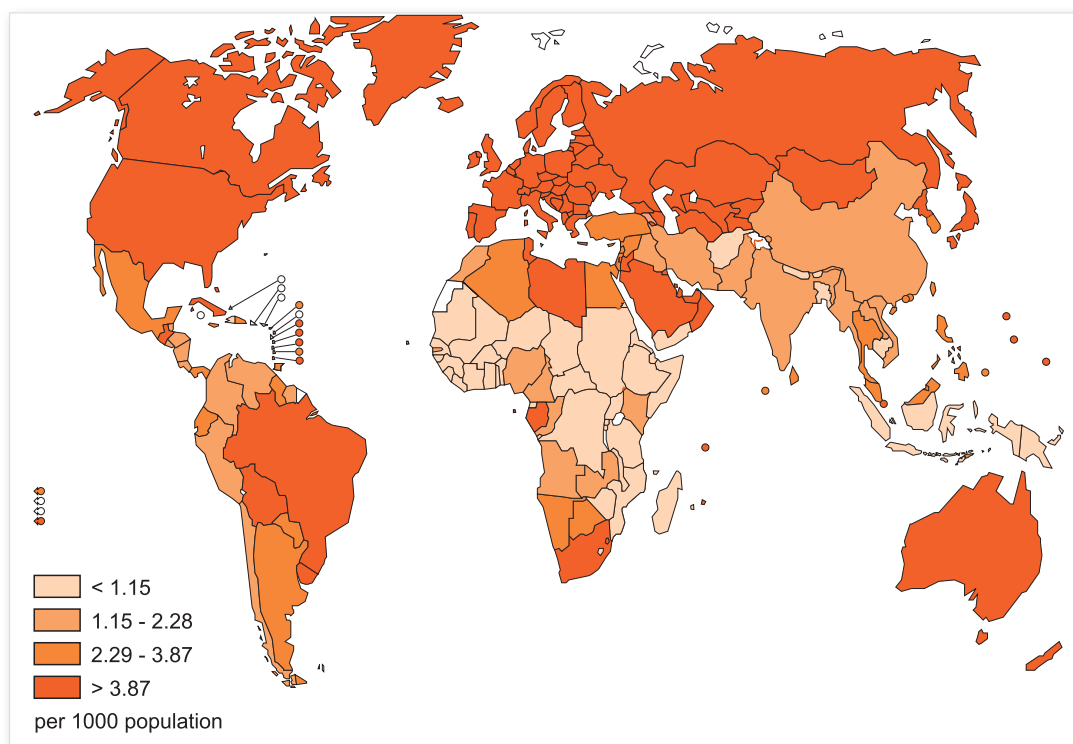 < 1.15
1.15 - 2.28
2.29 - 3.87
> 3.87
per 1000 population